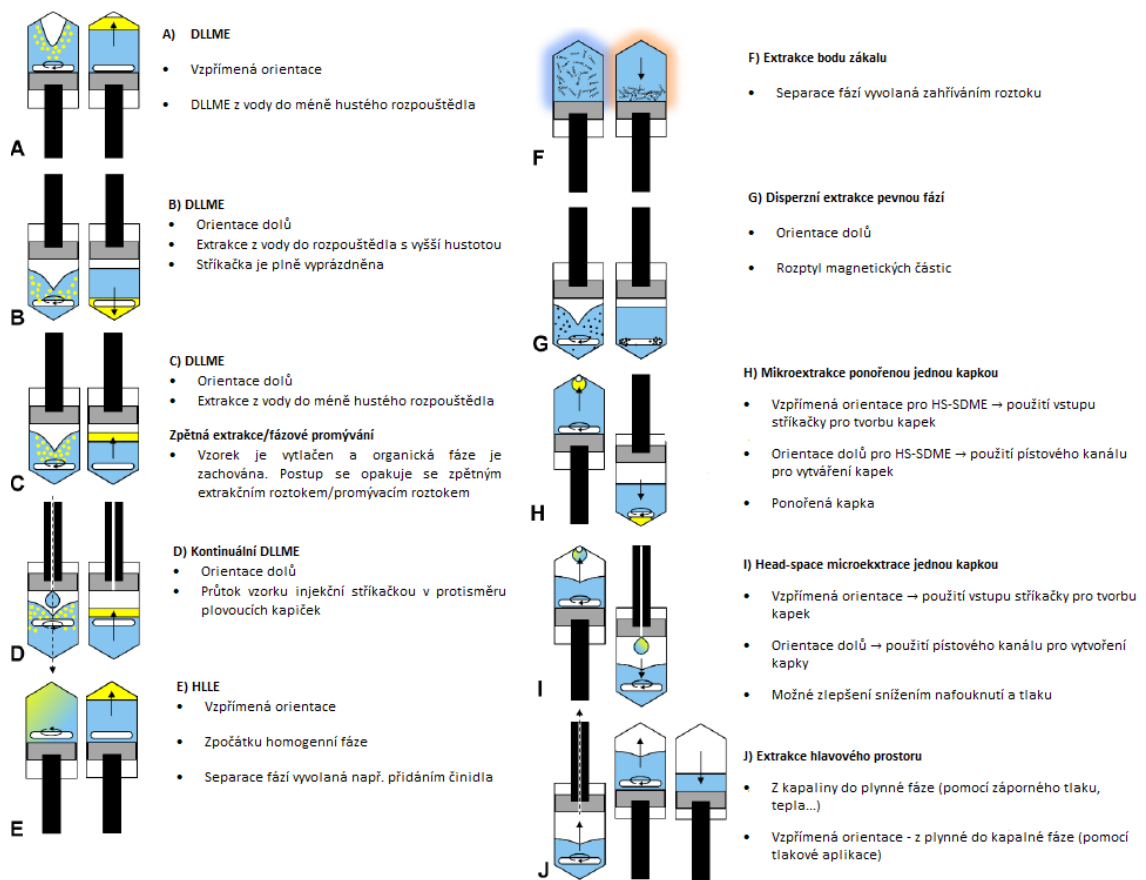 A) DLLME
• Vzpřímená orientace
• DLLME z vody do méně hustého rozpouštědla
A
B) DLLME
• Orientace dolů
• Extrakce z vody do rozpouštědla s vyšší hustotou
• Stříkačka je plně vyprázdněna
B
C) DLLME
• Orientace dolů
• Extrakce z vody do méně hustého rozpouštědla
Zpětná extrakce/fázové promývání
• Vzorek je vytlačen a organická fáze je
zachována. Postup se opakuje se zpětným
extrakčním roztokem/promývacím roztokem
C
D) Kontinuální DLLME
• Orientace dolů
• Průtok vzorku injekční stříkačkou v protisměru
plovoucích kapiček
D
E) HLLE
• Vzpřímená orientace
• Zpočátku homogenní fáze
• Separace fází vyvolaná např. přidáním činidla
E
F) Extrakce bodu zákalu
• Separace fází vyvolaná zahříváním roztoku
F
G) Disperzní extrakce pevnou fází
• Orientace dolů
• Rozptyl magnetických částic
G
H) Mikroextrakce ponořenou jednou kapkou
• Vzpřímená orientace pro HS-SDME → použití vstupu
stříkačky pro tvorbu kapek
• Orientace dolů pro HS-SDME → použití pístového kanálu
pro vytváření kapek
• Ponořená kapka
H
I) Head-space microekxtrace jednou kapkou
• Vzpřímená orientace → použití vstupu stříkačky pro tvorbu
kapek
• Orientace dolů → použití pístového kanálu pro vytvoření
kapky
• Možné zlepšení snížením nafouknutí a tlaku
I
J) Extrakce hlavového prostoru
• Z kapaliny do plynné fáze (pomocí záporného tlaku,
tepla...)
• Vzpřímená orientace - z plynné do kapalné fáze (pomocí
tlakové aplikace)
J